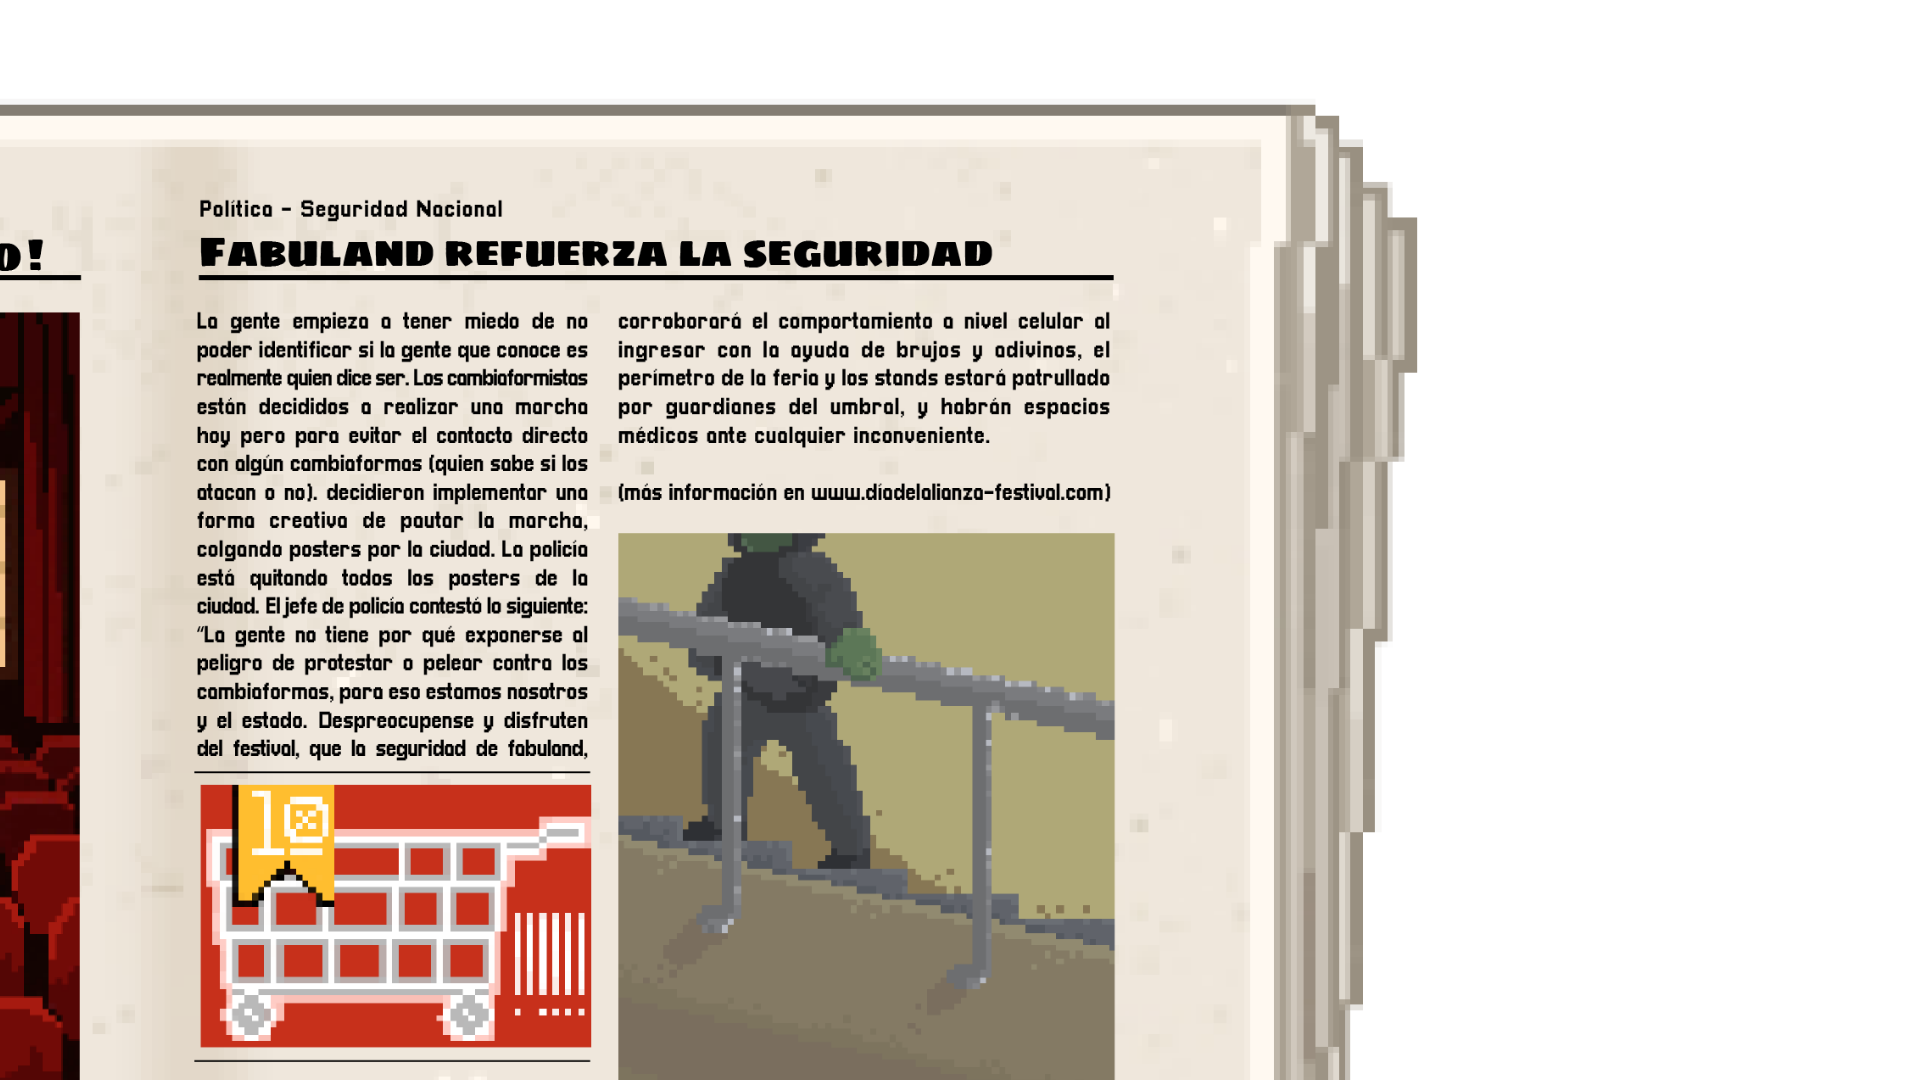 D!
Política - Seguridad Nacional
FABULAND REFUERZA LA SEGURIDAD
La gente empieza a tener miedo de no
poder identificar si la gente que conoce es
realmente quien dice ser. Los cambiaformistas
están decididos a realizar una marcha
hoy pero para evitar el contacto directo
con algún cambiaformas (quien sabe si los
atacan o no). decidieron implementar una
forma creativa de pautar la marcha,
colgando posters por la ciudad. La policía
está quitando todos los posters de la
ciudad. El jefe de policía contestó lo siguiente:
“La gente no tiene por qué exponerse al
peligro de protestar o pelear contra los
cambiaformas, para eso estamos nosotros
y el estado. Despreocupense y disfruten
del festival, que la seguridad de fabuland,
corroborará el comportamiento a nivel celular al
ingresar con la ayuda de brujos y adivinos, el
perímetro de la feria y los stands estará patrullado
por guardianes del umbral, y habrán espacios
médicos ante cualquier inconveniente.
(más información en www.díadelalianza-festival.com)